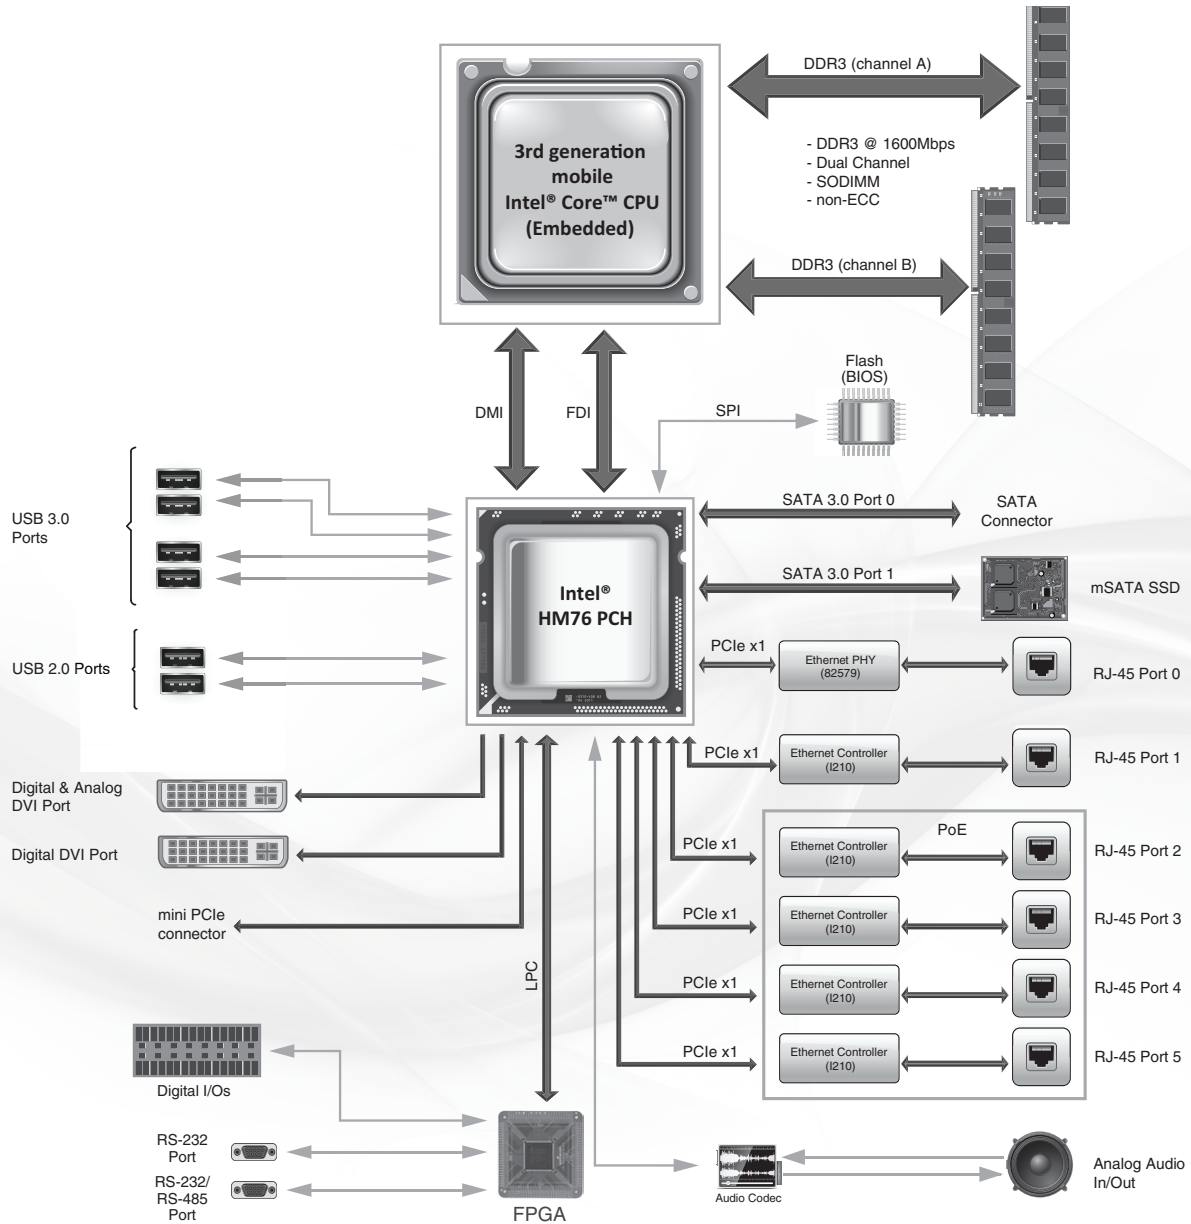 DDR3 (channel A)
3rd generation
mobile
Intel® Core™ CPU
(Embedded)
- DDR3 @ 1600Mbps
- Dual Channel
- SODIMM
- non-ECC
DDR3 (channel B)
Flash
(BIOS)
DMI
FDI
SPI
USB 3.0
Ports
SATA 3.0 Port 0
SATA
Connector
Intel®
HM76 PCH
SATA 3.0 Port 1
mSATA SSD
USB 2.0 Ports
PCIe x1
Ethernet PHY
(82579)
RJ-45 Port 0
PCIe x1
Ethernet Controller
(I210)
RJ-45 Port 1
Digital & Analog
DVI Port
Digital DVI Port
PoE
PCIe x1
Ethernet Controller
(I210)
RJ-45 Port 2
mini PCIe
connector
PCIe x1
Ethernet Controller
(I210)
RJ-45 Port 3
LPC
PCIe x1
Ethernet Controller
(I210)
RJ-45 Port 4
PCIe x1
Ethernet Controller
(I210)
RJ-45 Port 5
Digital I/Os
RS-232
Port
RS-232/
RS-485
Port
FPGA
Audio Codec
Analog Audio
In/Out